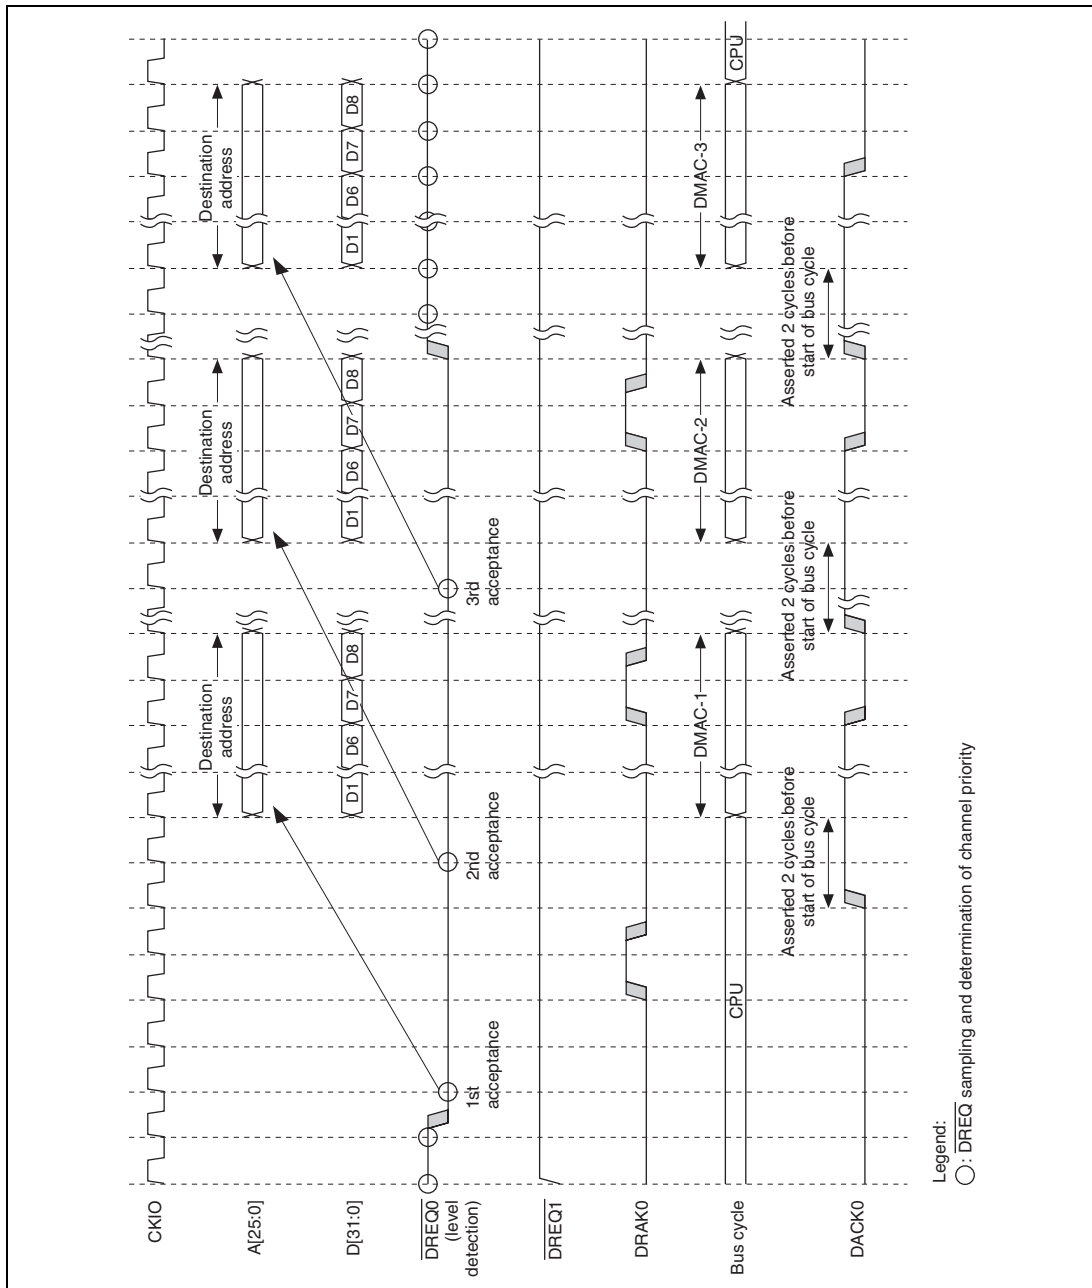 CKIO
A[25:0]
Destination
address
Destination
address
Destination
address
D[31:0]
D1
D6
D7
D8
D1
D6
D7
D8
D1
D6
D7
D8
DREQ0
(level
detection)
1st
acceptance
2nd
acceptance
3rd
acceptance
DREQ1
DRAK0
Bus cycle
CPU
DMAC-1
DMAC-2
DMAC-3
CPU
Asserted 2 cycles before
start of bus cycle
Asserted 2 cycles before
start of bus cycle
Asserted 2 cycles before
start of bus cycle
DACK0
Legend:
: DREQ sampling and determination of channel priority